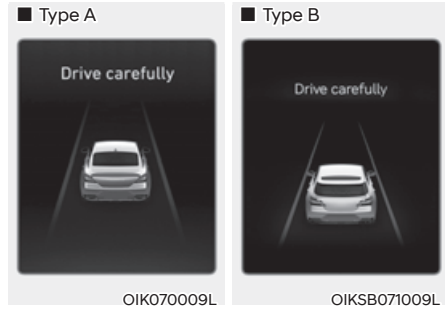 ■ Type A
Drive carefully
OIK070009L
■ Type B
Drive carefully
OIKSB071009L